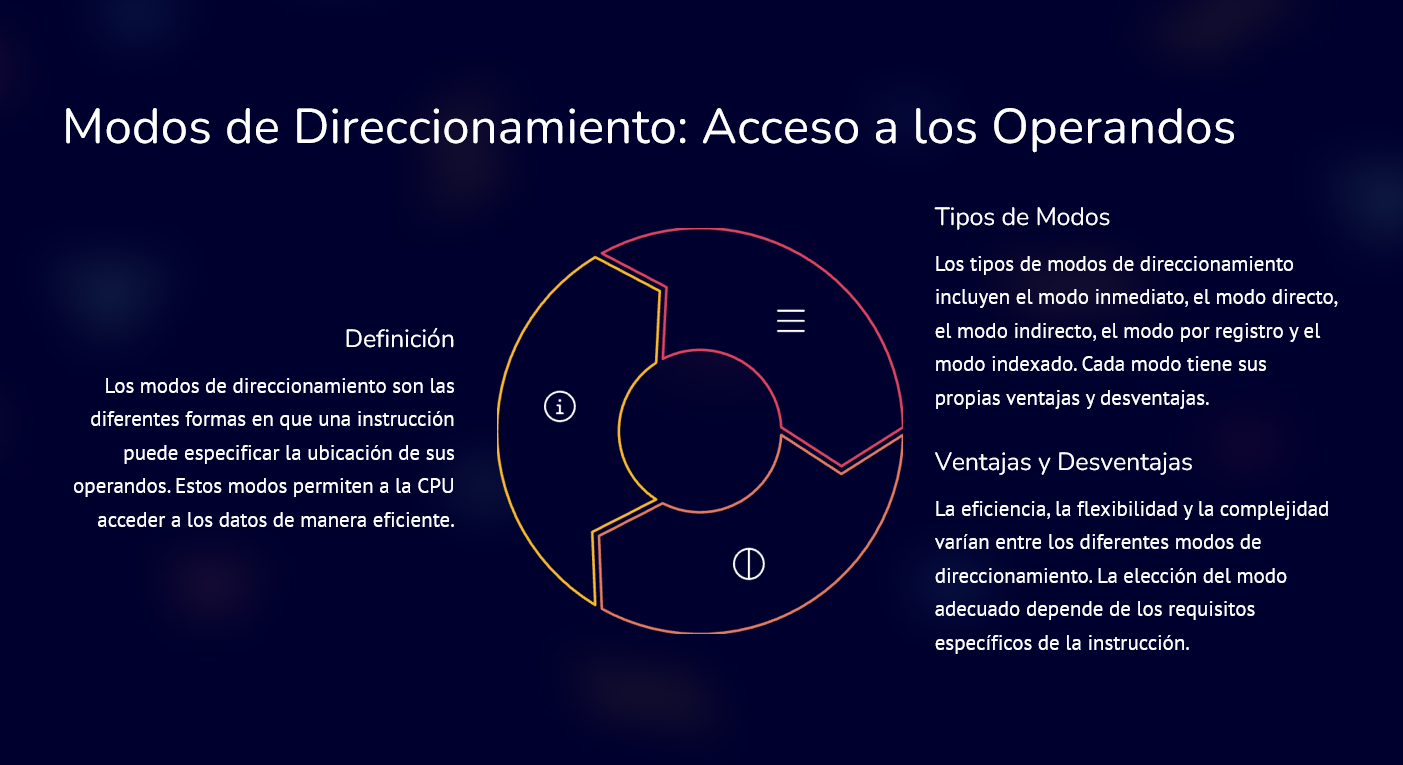 Modos de Direccionamiento: Acceso a los Operandos
Definición
Los modos de direccionamiento son las
diferentes formas en que una instrucción
puede especificar la ubicación de sus
operandos. Estos modos permiten a la CPU
acceder a los datos de manera eficiente.
Tipos de Modos
Los tipos de modos de direccionamiento
incluyen el modo inmediato, el modo directo,
el modo indirecto, el modo por registro y el
modo indexado. Cada modo tiene sus
propias ventajas y desventajas.
Ventajas y Desventajas
La eficiencia, la flexibilidad y la complejidad
varían entre los diferentes modos de
direccionamiento. La elección del modo
adecuado depende de los requisitos
específicos de la instrucción.